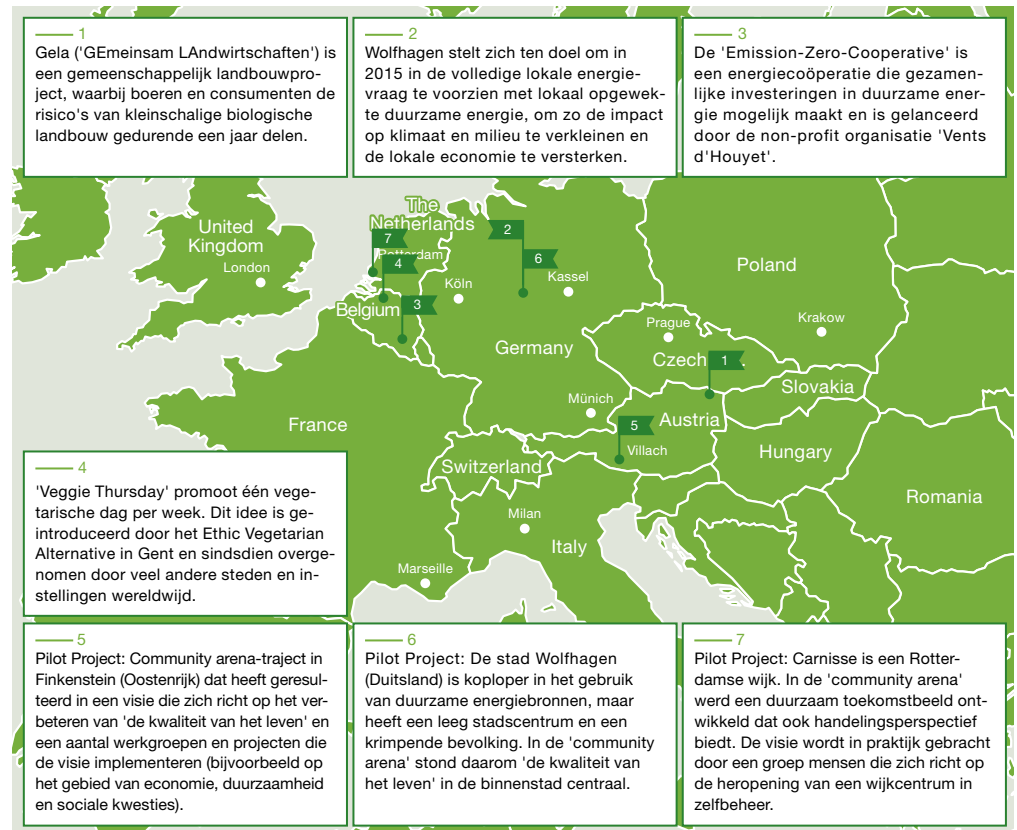 1
Gela ('GEmeinsam LAndwirtschaften') is
een gemeenschappelijk landbouwpro-
ject, waarbij boeren en consumenten de
risico's van kleinschalige biologische
landbouw gedurende een jaar delen.
2
Wolfhagen stelt zich ten doel om in
2015 in de volledige lokale energie-
vraag te voorzien met lokaal opgewek-
te duurzame energie, om zo de impact
op klimaat en milieu te verkleinen en
de lokale economie te versterken.
3
De 'Emission-Zero-Cooperative' is
een energiecoöperatie die gezamen-
lijke investeringen in duurzame ener-
gie mogelijk maakt en is gelanceerd
door de non-profit organisatie 'Vents
d'Houyet'.
The
Netherlands
United
Kingdom
London
7
Rotterdam
2
4
6
Köln
Kassel
Poland
Belgium
3
Prague
Krakow
Germany
Czech
1
Slovakia
Münich
France
5
Austria
Villach
Hungary
Switzerland
Romania
Milan
Italy
Marseille
4
'Veggie Thursday' promoot één vege-
tarische dag per week. Dit idee is ge-
introduceerd door het Ethic Vegetarian
Alternative in Gent en sindsdien overge-
nomen door veel andere steden en in-
stellingen wereldwijd.
5
Pilot Project: Community arena-traject in
Finkenstein (Oostenrijk) dat heeft geresul-
teerd in een visie die zich richt op het ver-
beteren van 'de kwaliteit van het leven' en
een aantal werkgroepen en projecten die
de visie implementeren (bijvoorbeeld op
het gebied van economie, duurzaamheid
en sociale kwesties).
6
Pilot Project: De stad Wolfhagen
(Duitsland) is koploper in het gebruik
van duurzame energiebronnen, maar
heeft een leeg stadscentrum en een
krimpende bevolking. In de 'community
arena' stond daarom 'de kwaliteit van
het leven' in de binnenstad centraal.
7
Pilot Project: Carnisse is een Rotter-
damse wijk. In de 'community arena'
werd een duurzaam toekomstbeeld ont-
wikkeld dat ook handelingsperspectief
biedt. De visie wordt in praktijk gebracht
door een groep mensen die zich richt op
de heropening van een wijkcentrum in
zelfbeheer.